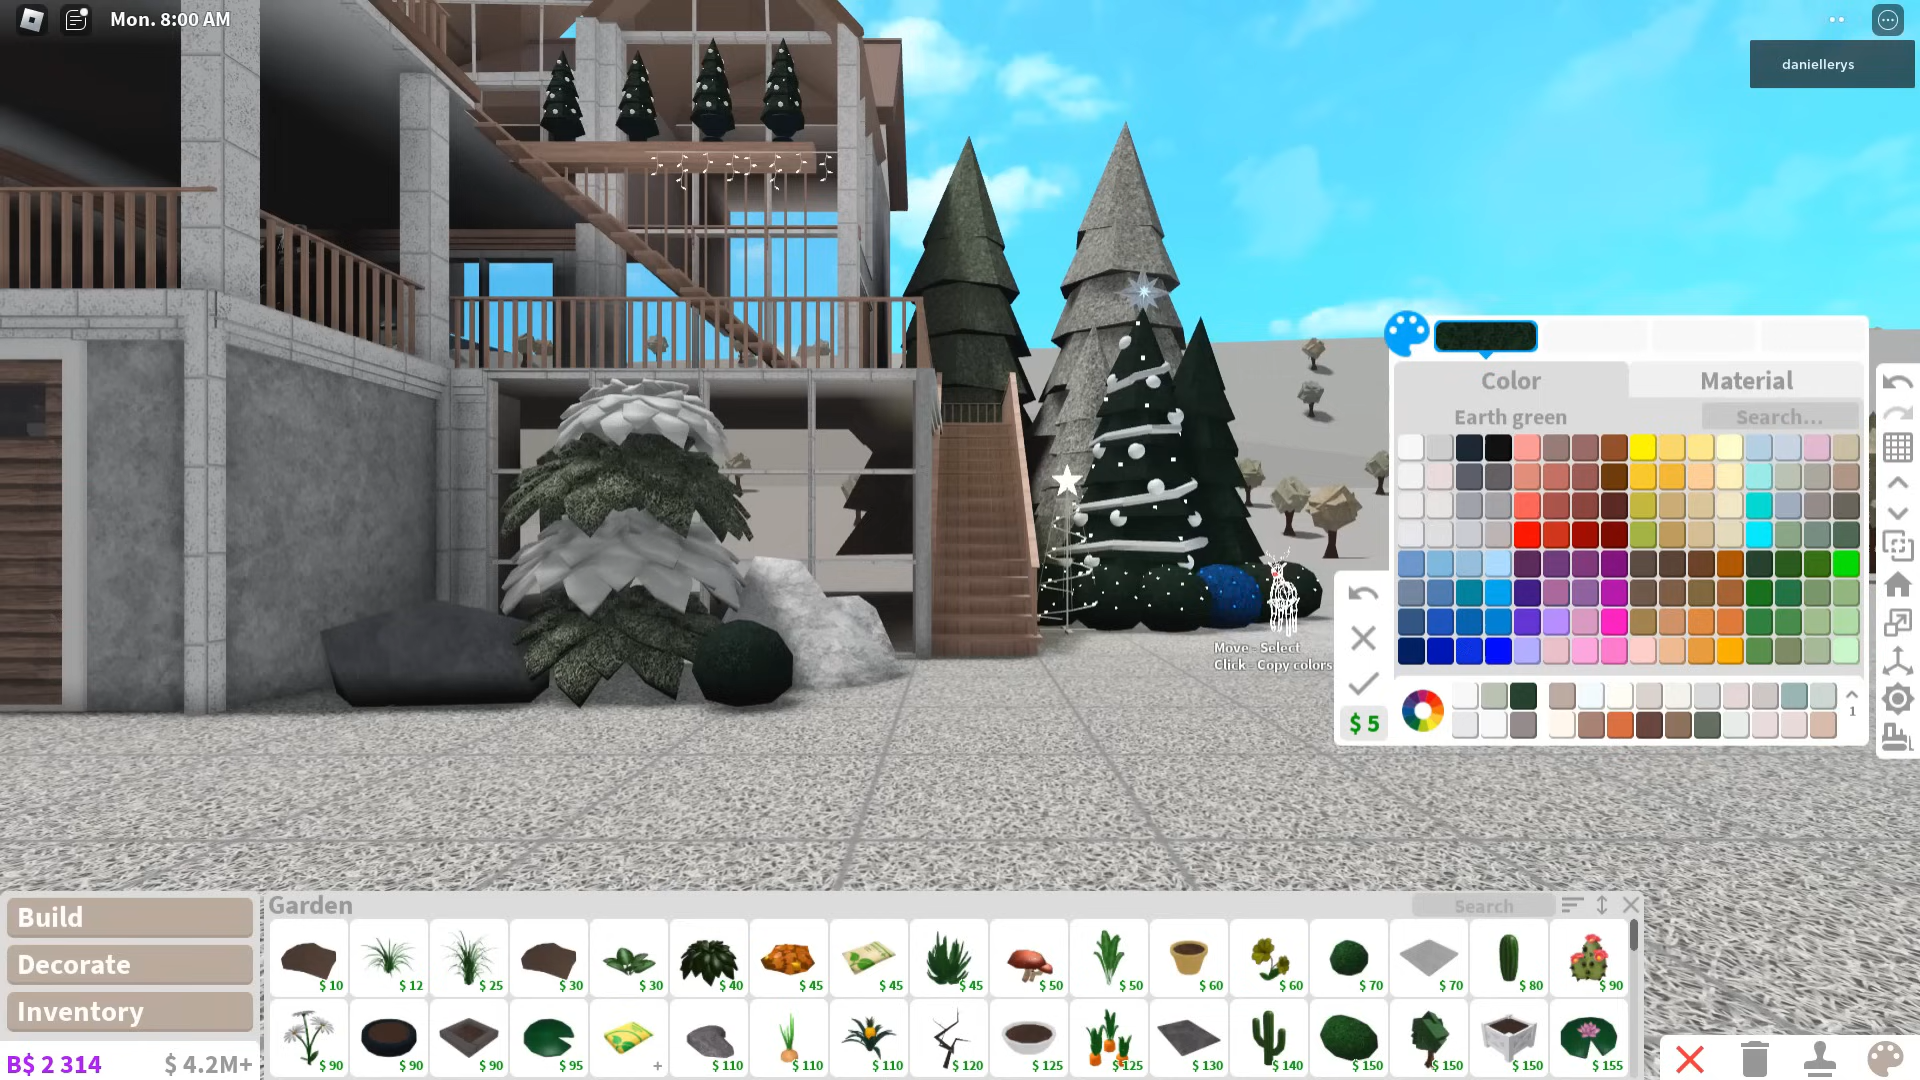 Mon. 8:00 AM
daniellerys
Color
Material
Earth green
Search...
Move - Select
Click - Copy colors
$ 5
1
Build
Decorate
Inventory
B$ 2 314
$ 4.2M+
Garden
Search
$ 10
$ 12
$ 25
$ 30
$ 30
$ 40
$ 45
$ 45
$ 45
$ 50
$ 50
$ 60
$ 60
$ 70
$ 70
$ 80
$ 90
$ 90
$ 90
$ 90
$ 95
+
$ 110
$ 110
$ 110
$ 120
$ 125
$ 125
$ 130
$ 140
$ 150
$ 150
$ 150
$ 155